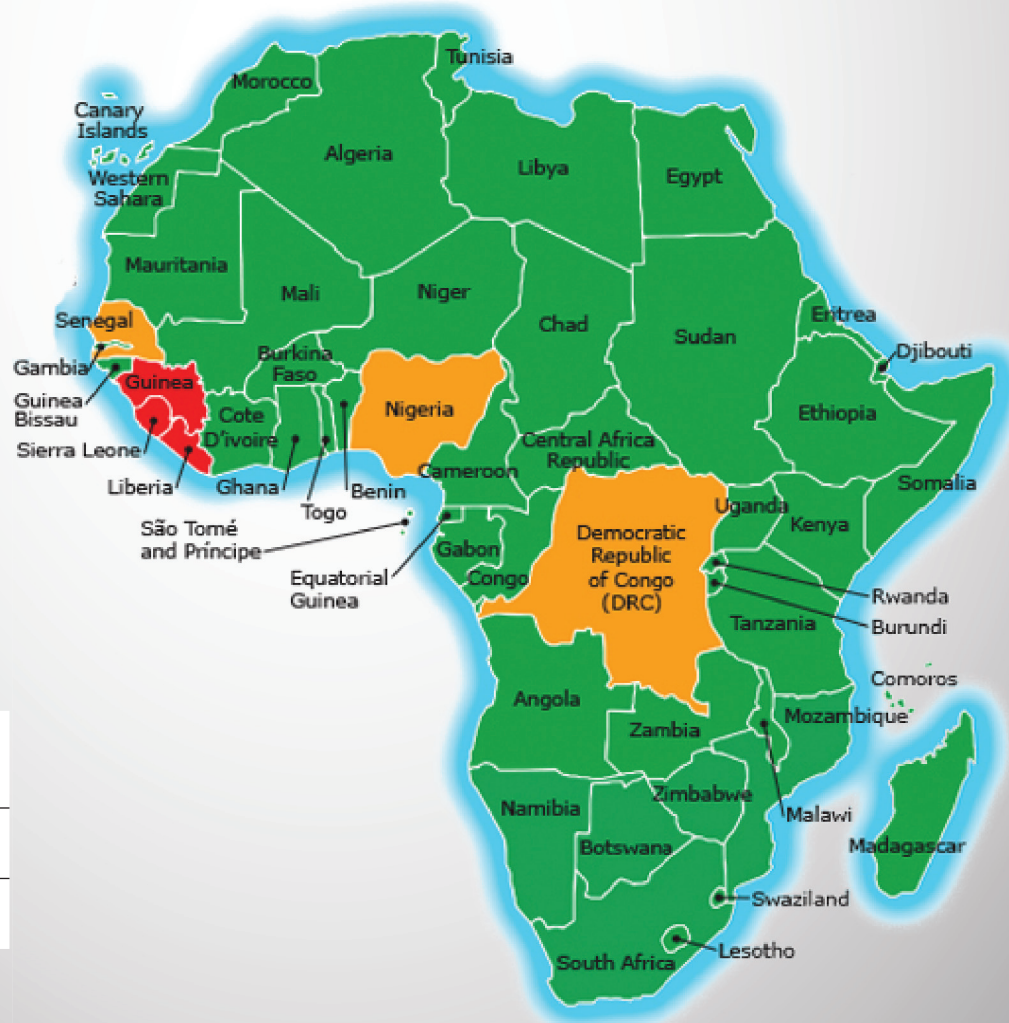 Tunisia
Morocco
Canary
Islands
Algeria
Libya
Egypt
Western
Sahara
Mauritania
Mali
Niger
Chad
Sudan
Eritrea
Senegal
Djibouti
Gambia
Guinea
Burkina
Faso
Guinea
Bissau
Cote
D'ivoire
Nigeria
Ethiopia
Sierra Leone
Central Africa
Republic
Cameroon
Somalia
Liberia
Ghana
Benin
Togo
Uganda
Kenya
São Tomé
and Príncipe
Democratic
Republic
of Congo
(DRC)
Gabon
Equatorial
Guinea
Congo
Rwanda
Burundi
Tanzania
Comoros
Angola
Mozambique
Zambia
Zimbabwe
Namibia
Malawi
Botswana
Madagascar
Swaziland
Lesotho
South Africa